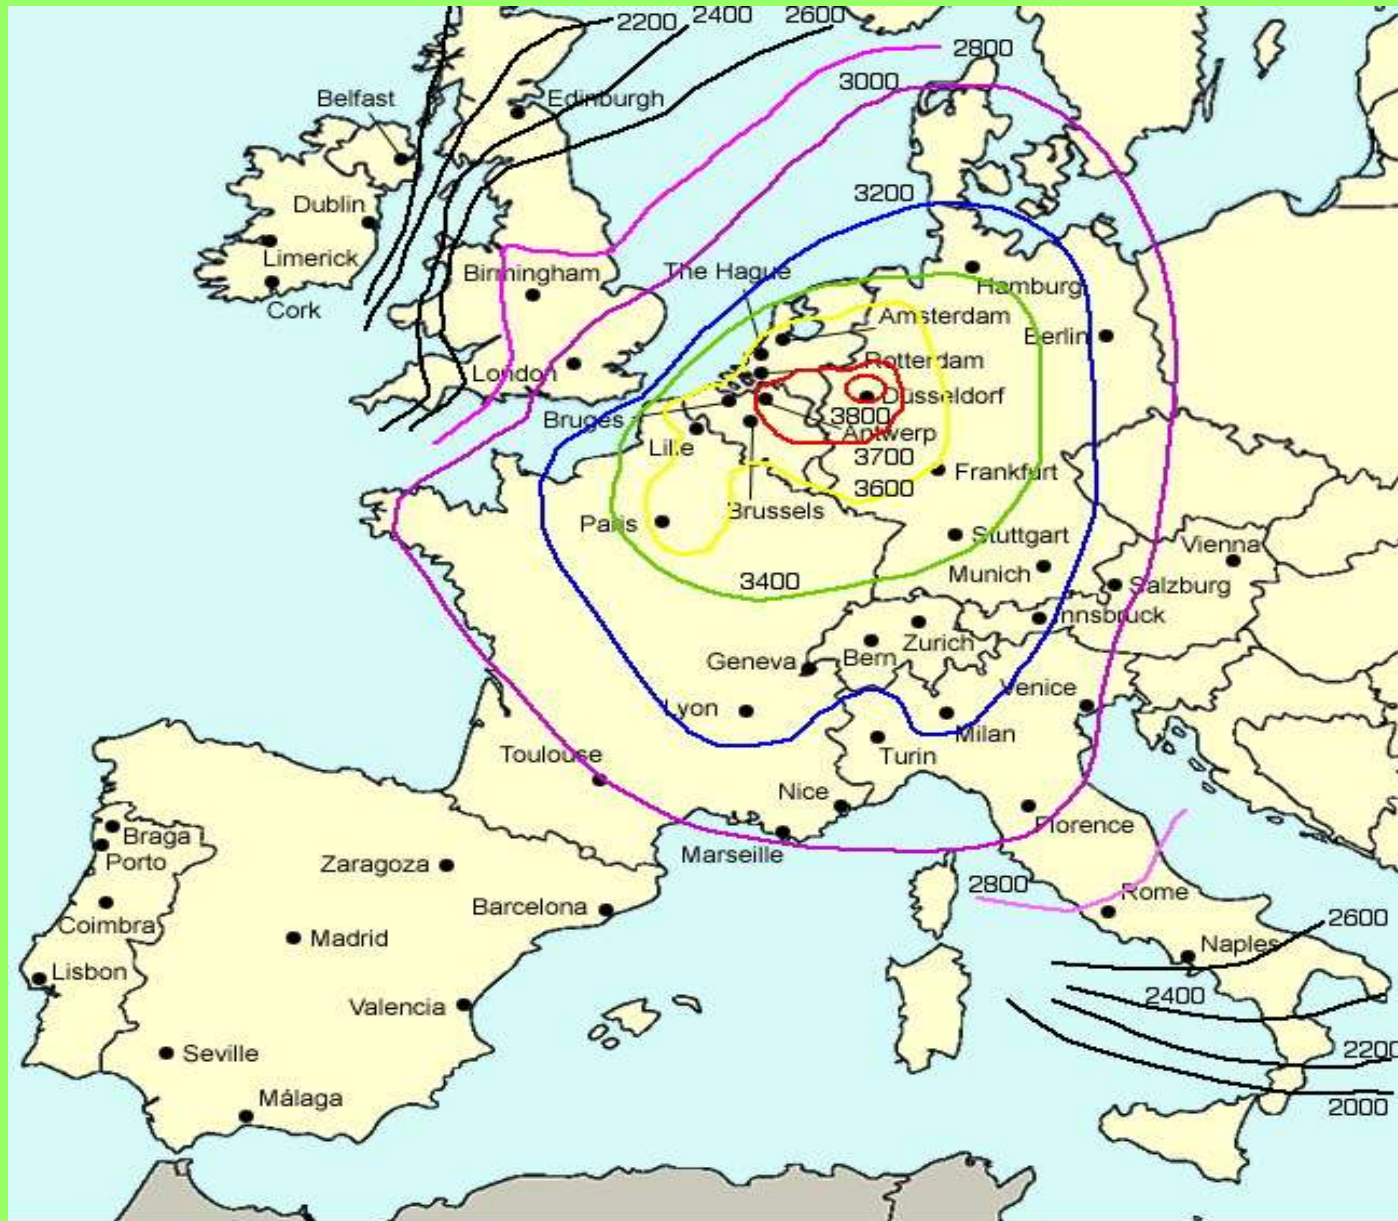 2200
2400
2600
2800
3000
Belfast
Edinburgh
3200
Dublin
Limerick
Cork
Birmingham
The Hague
Hamburg
Amsterdam
Berlin
Rotterdam
London
Düsseldorf
3800
Bruges
Antwerp
Lille
3700
Frankfurt
3600
Paris
Brussels
Stuttgart
Vienna
Munich
Salzburg
3400
Innsbruck
Zurich
Bern
Geneva
Venice
Lyon
Milan
Turin
Toulouse
Nice
Florence
Marseille
Braga
Porto
Zaragoza
2800
Rome
Barcelona
Coimbra
2600
Madrid
Naples
Lisbon
2400
Valencia
Seville
2200
Málaga
2000